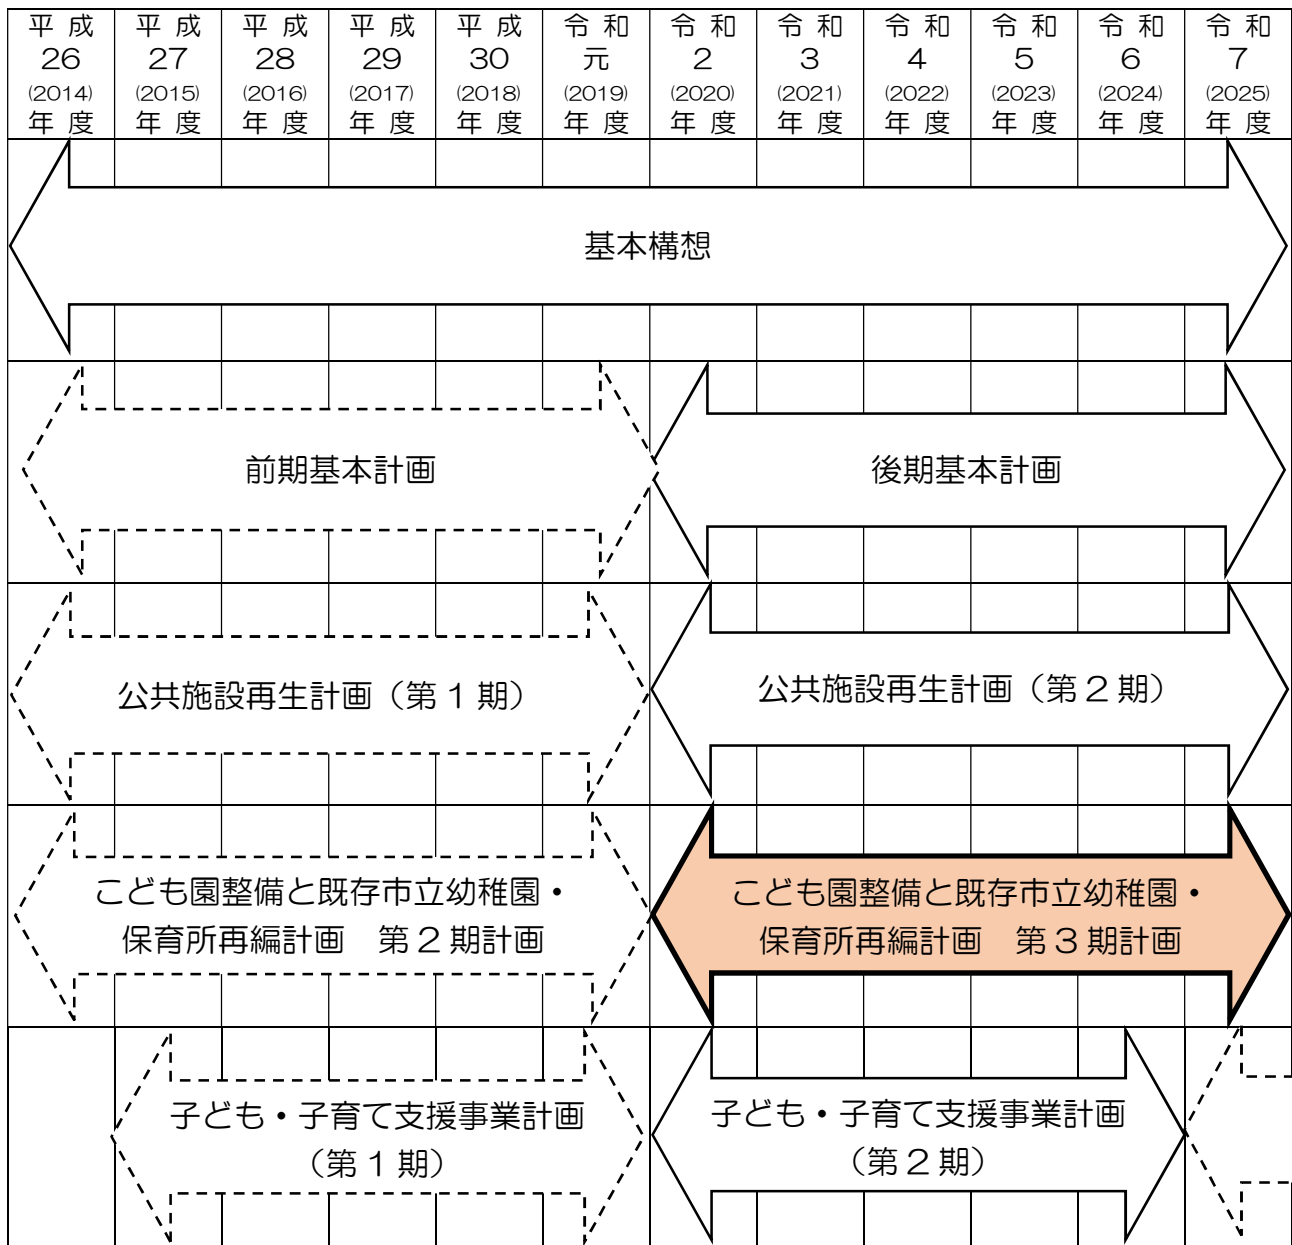 平成 平成 平成 平成 平成 令和 令和 令和 令和 令和 令和 令和
26 27 28 29 30 元 2 3 4 5 6 7
(2014) (2015) (2016) (2017) (2018) (2019) (2020) (2021) (2022) (2023) (2024) (2025)
年度 年度 年度 年度 年度 年度 年度 年度 年度 年度 年度 年度
基本構想
前期基本計画
後期基本計画
公共施設再生計画（第1期）
公共施設再生計画（第2期）
こども園整備と既存市立幼稚園・
保育所再編計画　第2期計画
こども園整備と既存市立幼稚園・
保育所再編計画　第3期計画
子ども・子育て支援事業計画
（第1期）
子ども・子育て支援事業計画
（第2期）